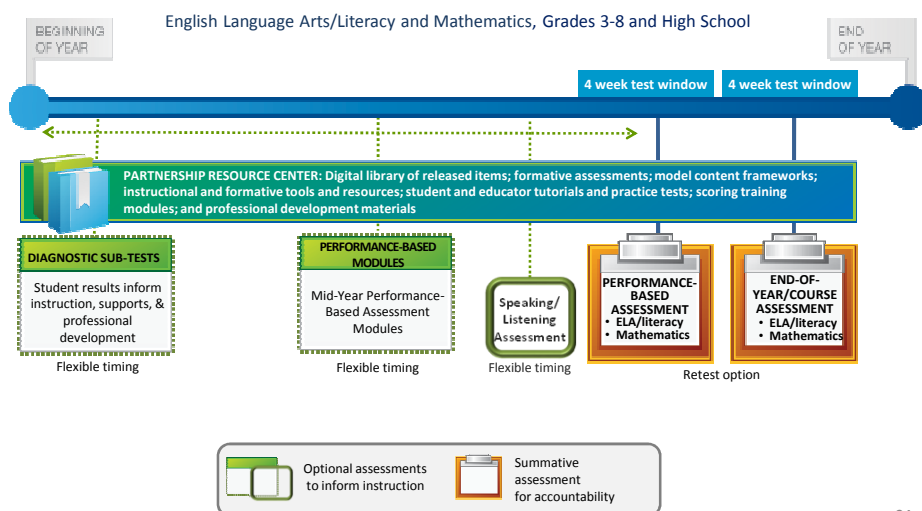 English Language Arts/Literacy and Mathematics, Grades 3-8 and High School
BEGINNING
OF YEAR
END
OF YEAR
4 week test window
4 week test window
PARTNERSHIP RESOURCE CENTER: Digital library of released items; formative assessments; model content frameworks;
instructional and formative tools and resources; student and educator tutorials and practice tests; scoring training
modules; and professional development materials
DIAGNOSTIC SUB-TESTS
Student results inform
instruction, supports, &
professional
development
Flexible timing
PERFORMANCE-BASED
MODULES
Mid-Year Performance-
Based Assessment
Modules
Flexible timing
Speaking/
Listening
Assessment
Flexible timing
PERFORMANCE-
BASED
ASSESSMENT
• ELA/literacy
• Mathematics
END-OF-
YEAR/COURSE
ASSESSMENT
• ELA/literacy
• Mathematics
Retest option
Optional assessments
to inform instruction
Summative
assessment
for accountability